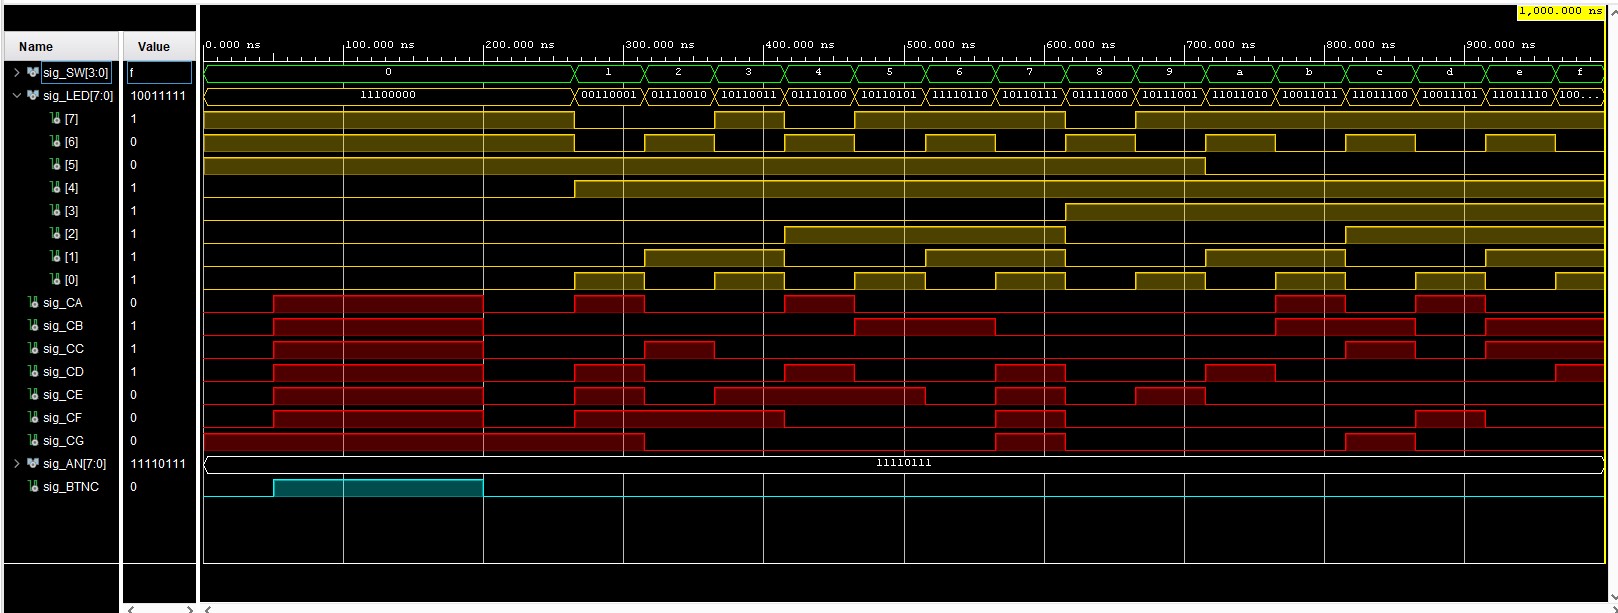 1,000.000 ns
Name Value 0.000 ns 100.000 ns 200.000 ns 300.000 ns 400.000 ns 500.000 ns 600.000 ns 700.000 ns 800.000 ns 900.000 ns
sig_SW[3:0] f 0 1 2 3 4 5 6 7 8 9 a b c d e f
sig_LED[7:0] 10011111 11100000 00110001 01110010 10110011 01110100 10110101 11110110 10110111 01111000 10111001 11011010 10011011 11011100 10011101 11011110 100...
[7] 1
[6] 0
[5] 0
[4] 1
[3] 1
[2] 1
[1] 1
[0] 1
sig_CA 0
sig_CB 1
sig_CC 1
sig_CD 1
sig_CE 0
sig_CF 0
sig_CG 0
sig_AN[7:0] 11110111 11110111
sig_BTNC 0